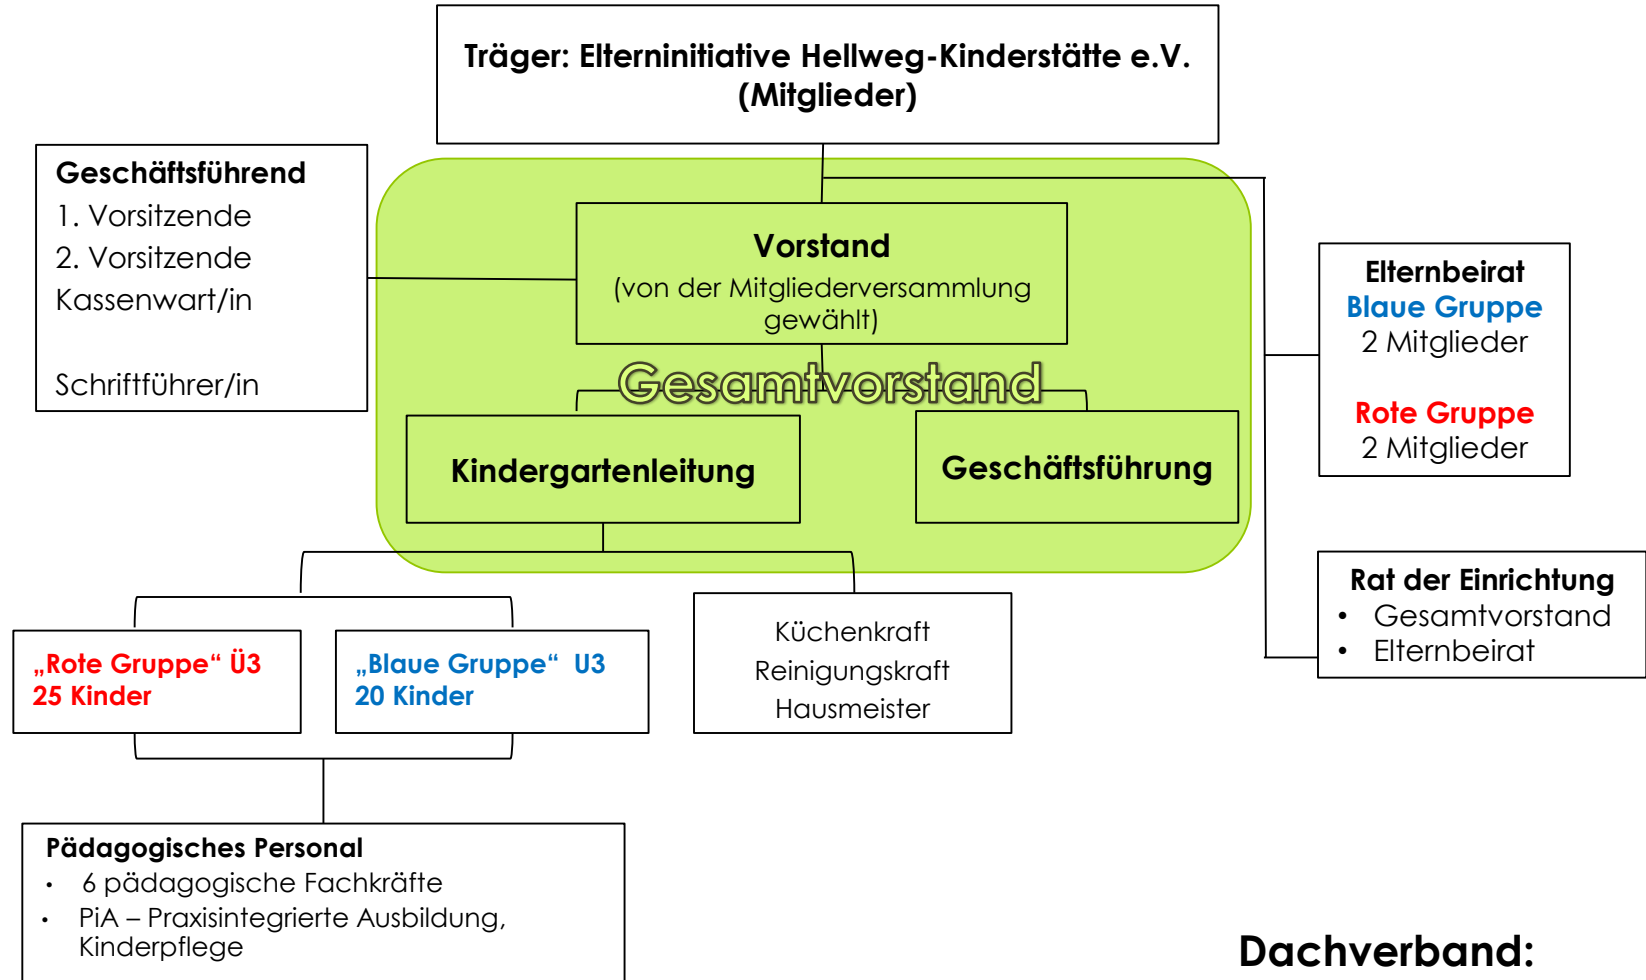 Träger: Elterninitiative Hellweg-Kinderstätte e.V.
(Mitglieder)
Geschäftsführend
1. Vorsitzende
2. Vorsitzende
Kassenwart/in
Schriftführer/in
Vorstand
(von der Mitgliederversammlung
gewählt)
Elternbeirat
Blaue Gruppe
2 Mitglieder
Rote Gruppe
2 Mitglieder
Gesamtvorstand
Kindergartenleitung
Geschäftsführung
Rat der Einrichtung
• Gesamtvorstand
• Elternbeirat
„Rote Gruppe“ Ü3
25 Kinder
„Blaue Gruppe“ U3
20 Kinder
Küchenkraft
Reinigungskraft
Hausmeister
Pädagogisches Personal
• 6 pädagogische Fachkräfte
• PiA – Praxisintegrierte Ausbildung,
Kinderpflege
Dachverband: